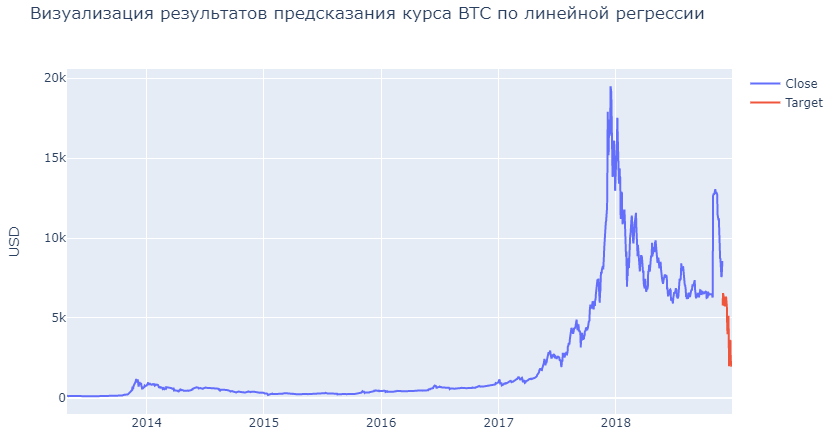 Визуализация результатов предсказания курса BTC по линейной регрессии
Close
Target
20k
15k
10k
5k
0
USD
2014
2015
2016
2017
2018